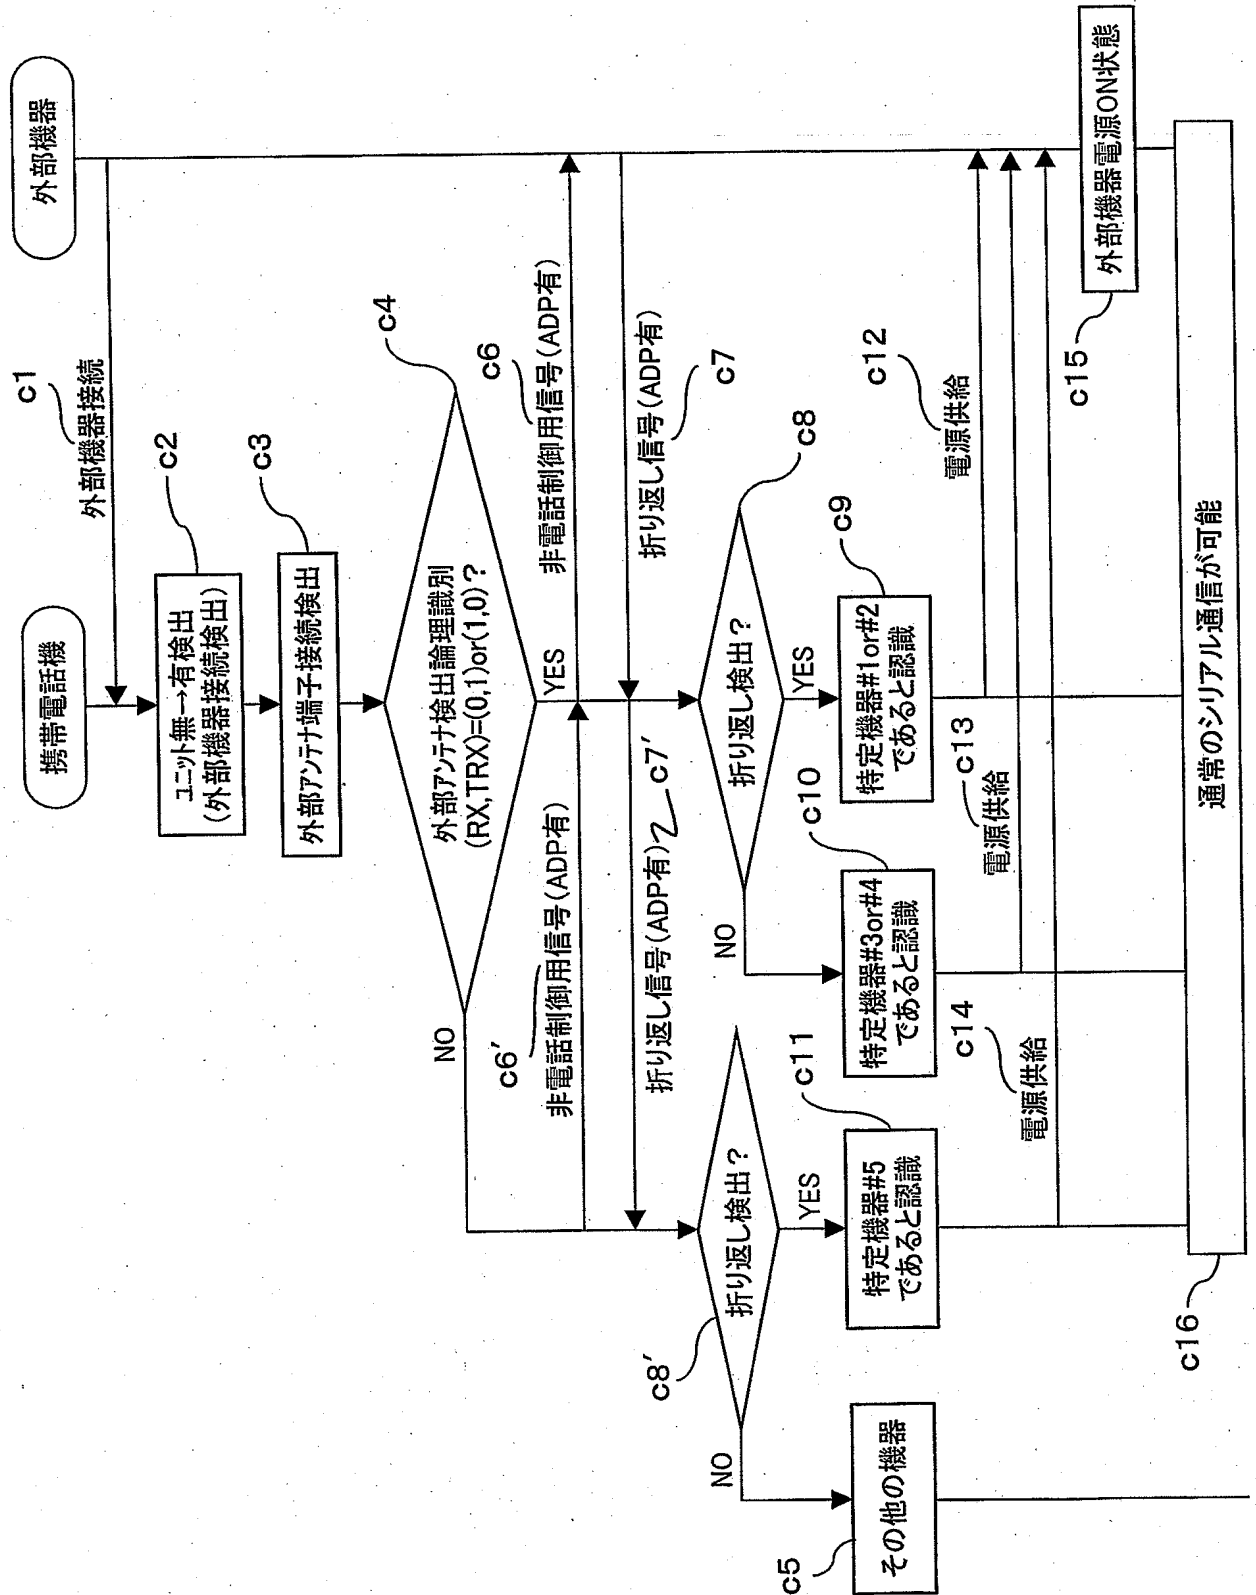 携帯電話機
外部機器
c1
外部機器接続
ユニット無→有検出
(外部機器接続検出)
c2
外部アンテナ端子接続検出
c3
外部アンテナ検出論理識別
(RX,TRX)=(0,1)or(1,0)?
c4
NO
YES
c6
非電話制御用信号(ADP有)
c6′
非電話制御用信号(ADP有)
折り返し信号(ADP有)
c7
折り返し信号(ADP有)
c7′
折り返し検出?
c8
折り返し検出?
c8′
NO
YES
NO
YES
その他の機器
c5
特定機器#5
であると認識
c11
特定機器#3or#4
であると認識
c10
特定機器#1or#2
であると認識
c9
c12
電源供給
c13
電源供給
c14
電源供給
外部機器電源ON状態
c15
通常のシリアル通信が可能
c16